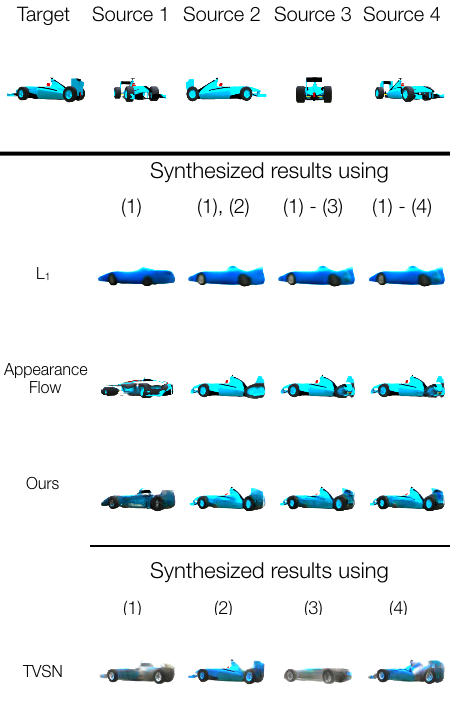 Target Source 1 Source 2 Source 3 Source 4
Synthesized results using
(1) (1), (2) (1) - (3) (1) - (4)
L1
Appearance
Flow
Ours
Synthesized results using
(1) (2) (3) (4)
TVSN